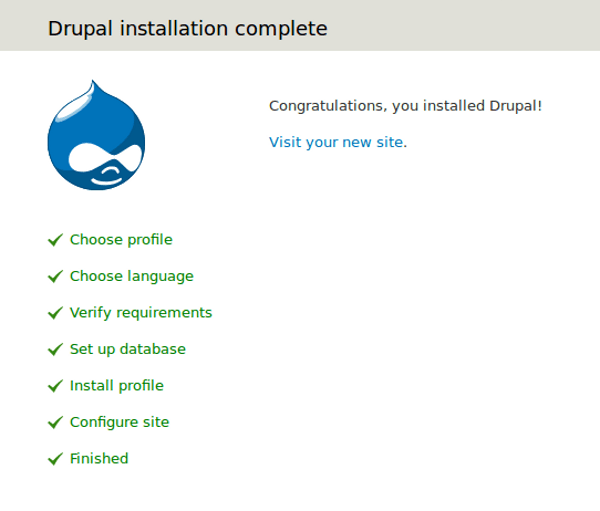 Drupal installation complete
Congratulations, you installed Drupal!
Visit your new site.
Choose profile
Choose language
Verify requirements
Set up database
Install profile
Configure site
Finished